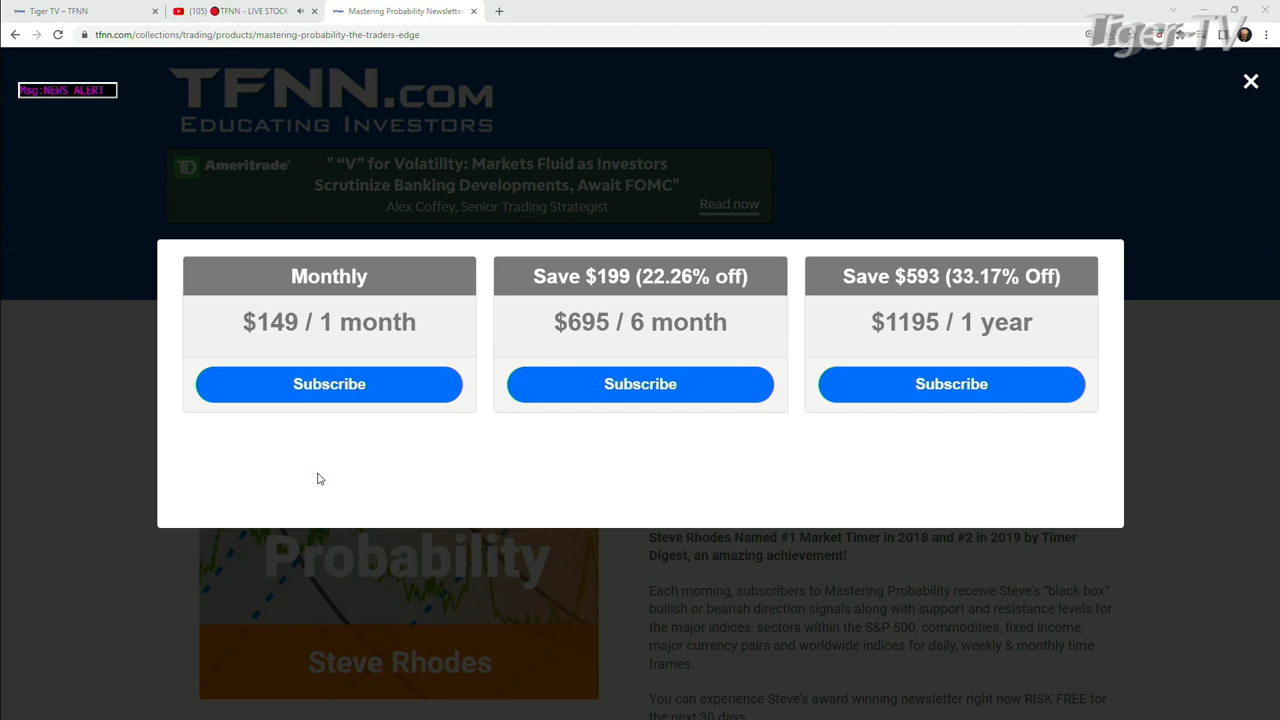 Tiger TV – TFNN
(105) 🔴TFNN - LIVE STOCK
Mastering Probability Newslette
tfnn.com/collections/trading/products/mastering-probability-the-traders-edge
Tiger TV
Msg:NEWS ALERT
TFNN.com
Educating Investors
TD Ameritrade®
" “V” for Volatility: Markets Fluid as Investors
Scrutinize Banking Developments, Await FOMC”
Alex Coffey, Senior Trading Strategist
Read now
Monthly
$149 / 1 month
Subscribe
Save $199 (22.26% off)
$695 / 6 month
Subscribe
Save $593 (33.17% Off)
$1195 / 1 year
Subscribe
Probability
Steve Rhodes
Steve Rhodes Named #1 Market Timer in 2018 and #2 in 2019 by Timer
Digest, an amazing achievement!
Each morning, subscribers to Mastering Probability receive Steve's “black box”
bullish or bearish direction signals along with support and resistance levels for
the major indices, sectors within the S&P 500, commodities, fixed income,
major currency pairs and worldwide indices for daily, weekly & monthly time
frames.
You can experience Steve's award winning newsletter right now RISK FREE for
the next 30 days